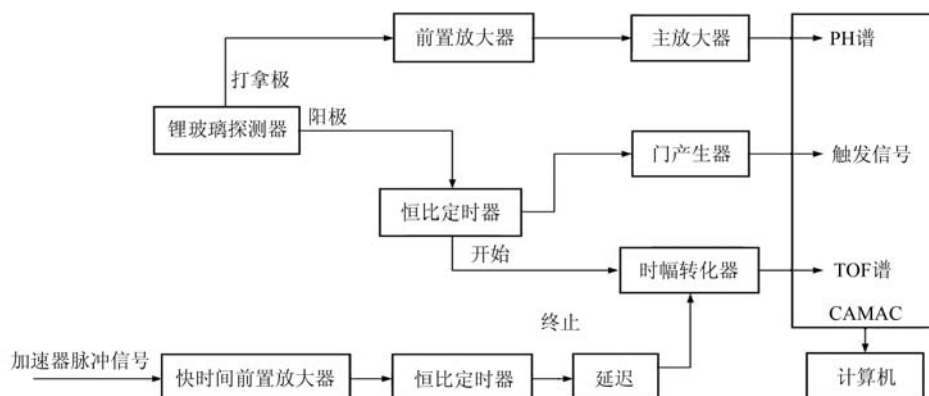 前置放大器
主放大器
PH谱
打拿极
锂玻璃探测器
阳极
门产生器
触发信号
恒比定时器
开始
时幅转化器
TOF谱
终止
CAMAC
加速器脉冲信号
快时间前置放大器
恒比定时器
延迟
计算机